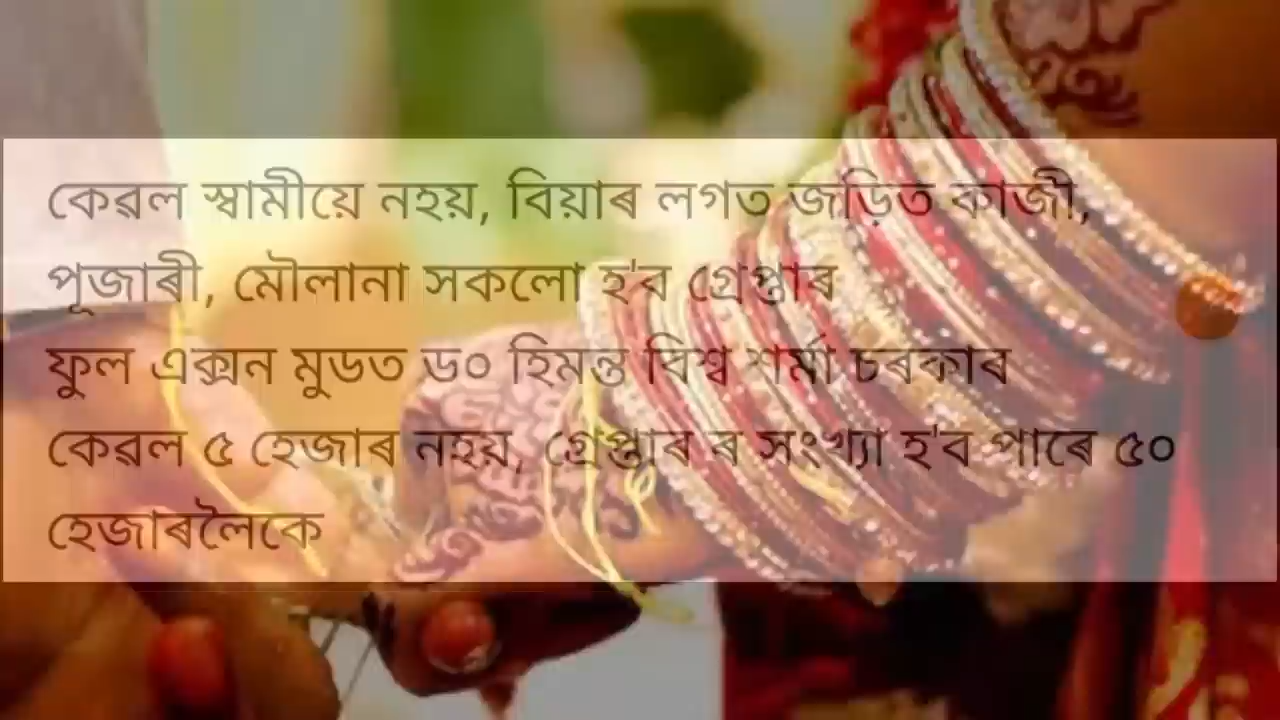 কেৱল স্বামীয়ে নহয়, বিয়াৰ লগত জড়িত কাজী,
পূজাৰী, মৌলানা সকলো হ'ব গ্ৰেপ্তাৰ
ফুল এক্সন মুডত ড০ হিমন্ত বিশ্ব শৰ্মা চৰকাৰ
কেৱল ৫ হেজাৰ নহয়, গ্ৰেপ্তাৰ ৰ সংখ্যা হ'ব পাৰে ৫০
হেজাৰলৈকে